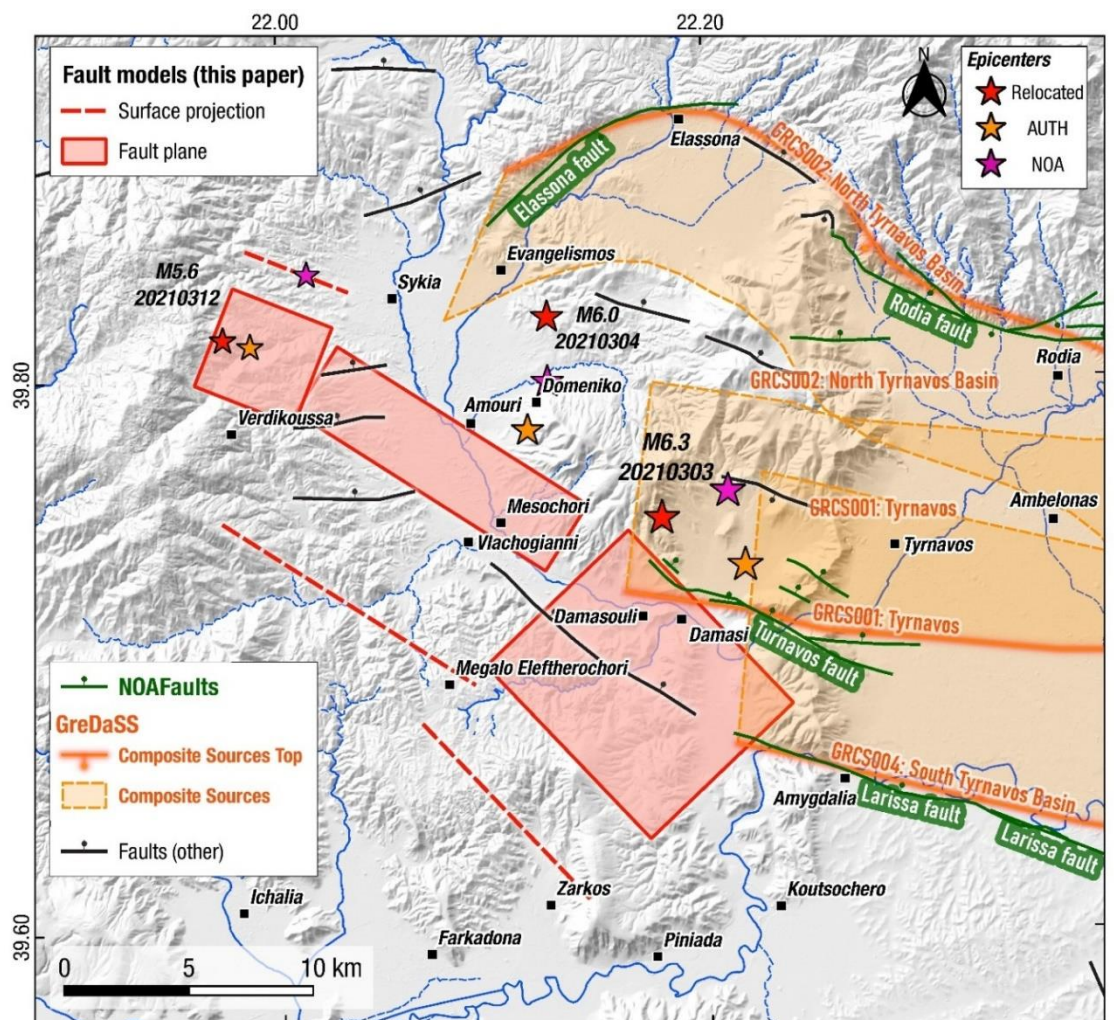 22.00
22.20
Fault models (this paper)
Surface projection
Fault plane
N
Epicenters
Relocated
AUTH
NOA
Elassona
GRCS002: North Tyrnavos Basin
Elassona fault
Evangelismos
M5.6
20210312
Sykia
M6.0
20210304
Rodia fault
Rodia
39.80
GRCS002: North Tyrnavos Basin
Domeniko
Amouri
Verdikoussa
M6.3
20210303
Mesochori
GRCS001: Tyrnavos
Ambelonas
Vlachogianni
Tyrnavos
Damasouli
Damasi
GRCS001: Tyrnavos
Turnavos fault
Megalo Eleftherochori
NOAFaults
GreDaSS
Composite Sources Top
Composite Sources
Faults (other)
GRCS004: South Tyrnavos Basin
Amygdalia
Larissa fault
Larissa fault
Ichalia
Zarkos
Koutsochero
39.60
Farkadona
Piniada
0 5 10 km